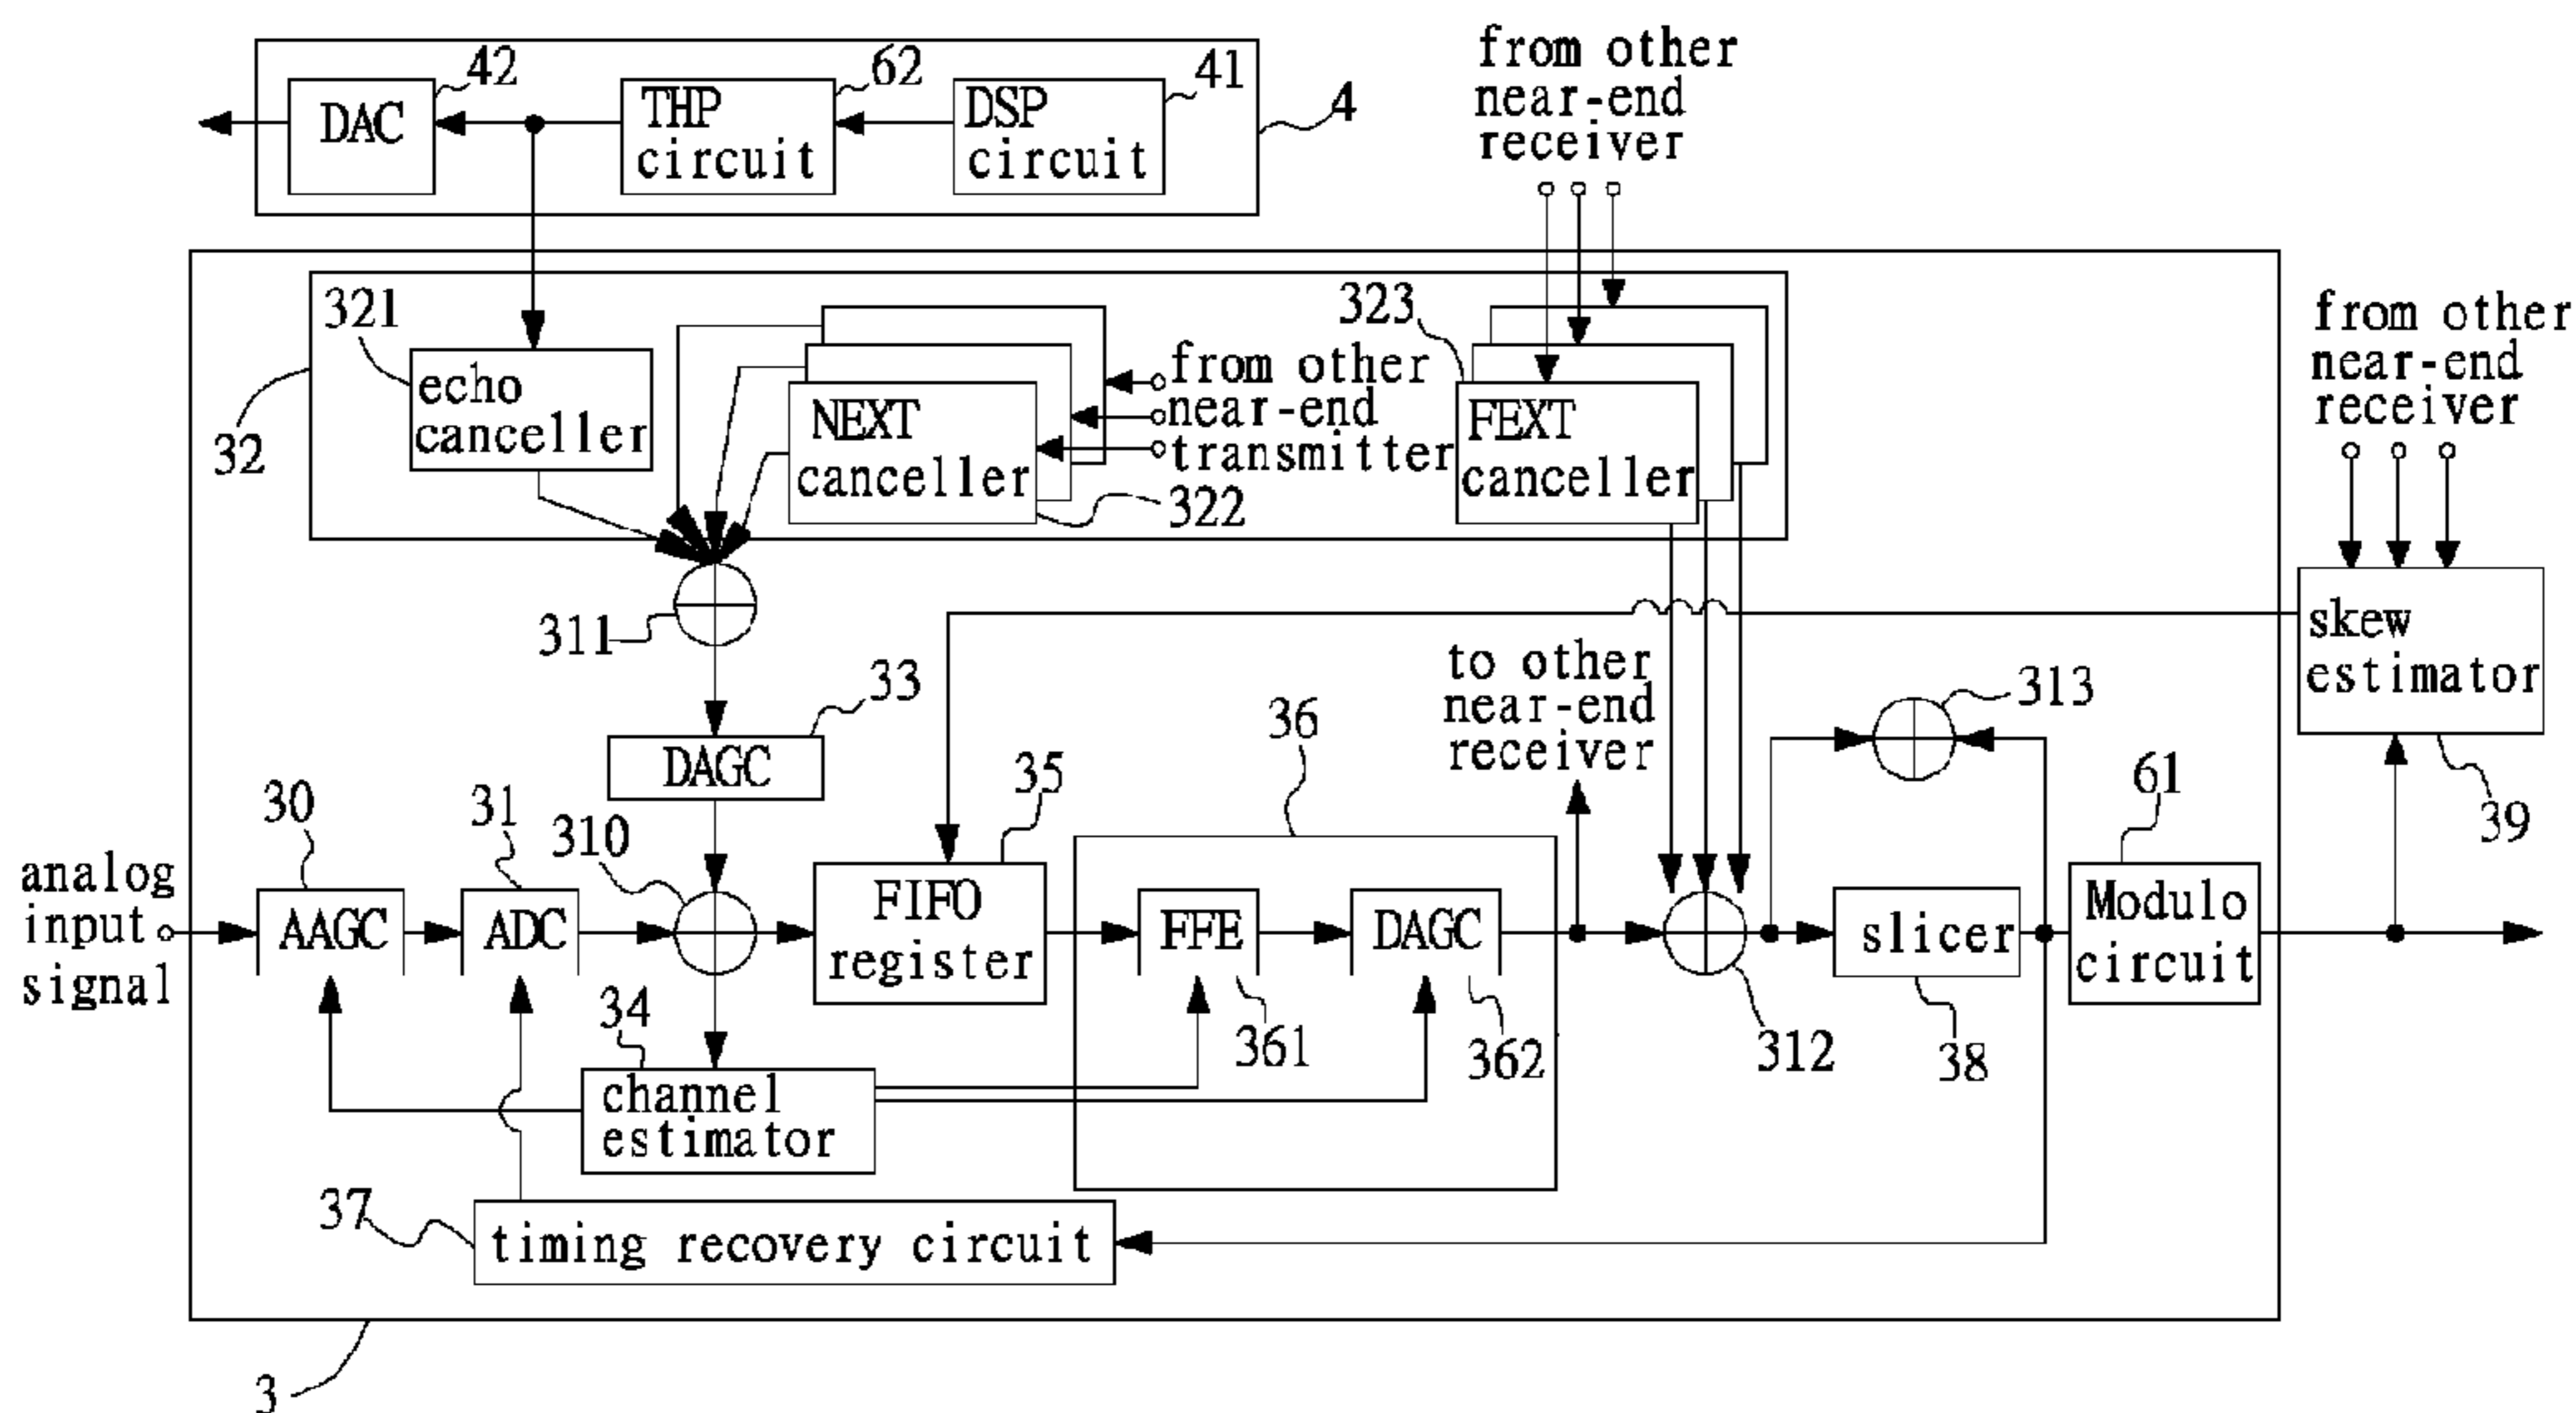 42
62
41
4
DAC
THP
circuit
DSP
circuit
from other
near-end
receiver
321
echo
canceller
32
NEXT
canceller
322
from other
near-end
transmitter
323
FEXT
canceller
from other
near-end
receiver
311
33
DAGC
skew
estimator
39
to other
near-end
receiver
313
36
35
30
31
310
61
analog
input
signal
AAGC
ADC
FIFO
register
FFE
DAGC
slicer
Modulo
circuit
34
channel
estimator
361
362
312
38
37
timing recovery circuit
3